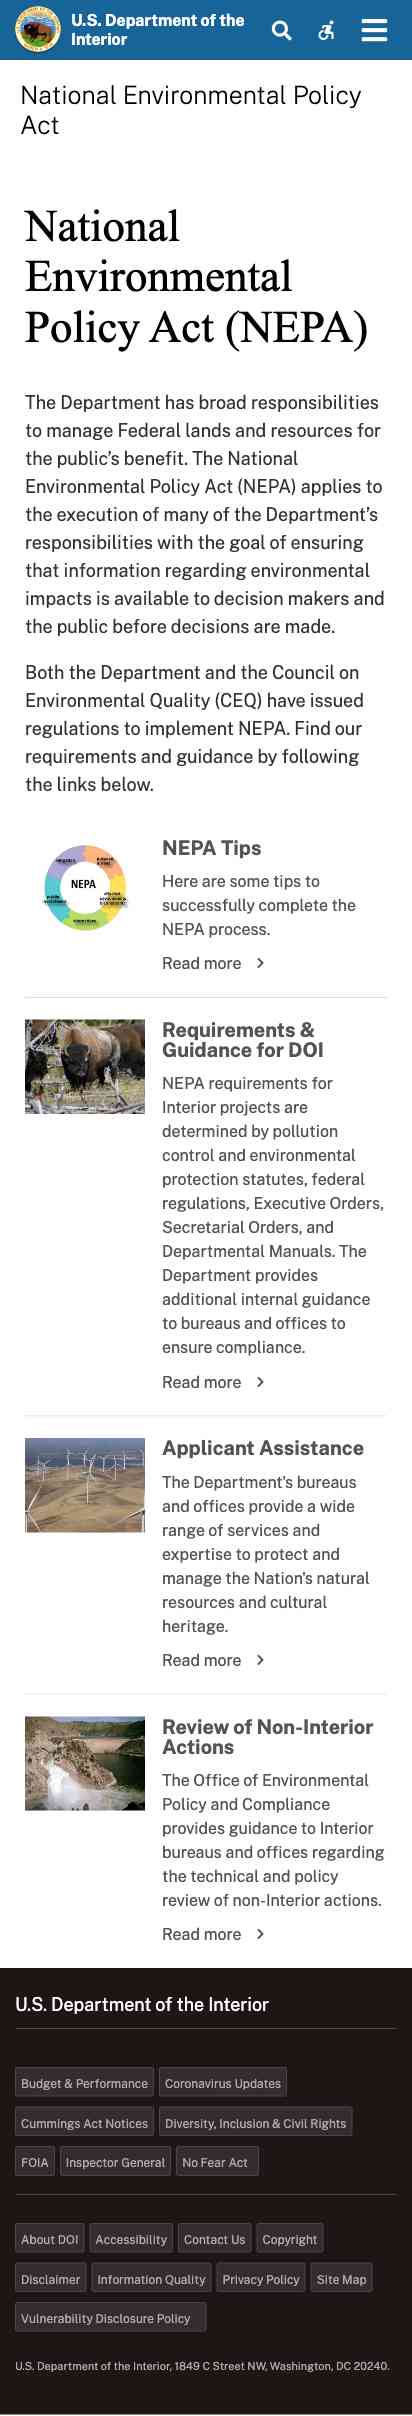 U.S. Department of the
Interior
National Environmental Policy
Act
National
Environmental
Policy Act (NEPA)
The Department has broad responsibilities
to manage Federal lands and resources for
the public’s benefit. The National
Environmental Policy Act (NEPA) applies to
the execution of many of the Department’s
responsibilities with the goal of ensuring
that information regarding environmental
impacts is available to decision makers and
the public before decisions are made.
Both the Department and the Council on
Environmental Quality (CEQ) have issued
regulations to implement NEPA. Find our
requirements and guidance by following
the links below.
NEPA
NEPA Tips
Here are some tips to
successfully complete the
NEPA process.
Read more
Requirements &
Guidance for DOI
NEPA requirements for
Interior projects are
determined by pollution
control and environmental
protection statutes, federal
regulations, Executive Orders,
Secretarial Orders, and
Departmental Manuals. The
Department provides
additional internal guidance
to bureaus and offices to
ensure compliance.
Read more
Applicant Assistance
The Department's bureaus
and offices provide a wide
range of services and
expertise to protect and
manage the Nation's natural
resources and cultural
heritage.
Read more
Review of Non-Interior
Actions
The Office of Environmental
Policy and Compliance
provides guidance to Interior
bureaus and offices regarding
the technical and policy
review of non-Interior actions.
Read more
U.S. Department of the Interior
Budget & Performance Coronavirus Updates
Cummings Act Notices Diversity, Inclusion & Civil Rights
FOIA Inspector General No Fear Act
About DOI Accessibility Contact Us Copyright
Disclaimer Information Quality Privacy Policy Site Map
Vulnerability Disclosure Policy
U.S. Department of the Interior, 1849 C Street NW, Washington, DC 20240.